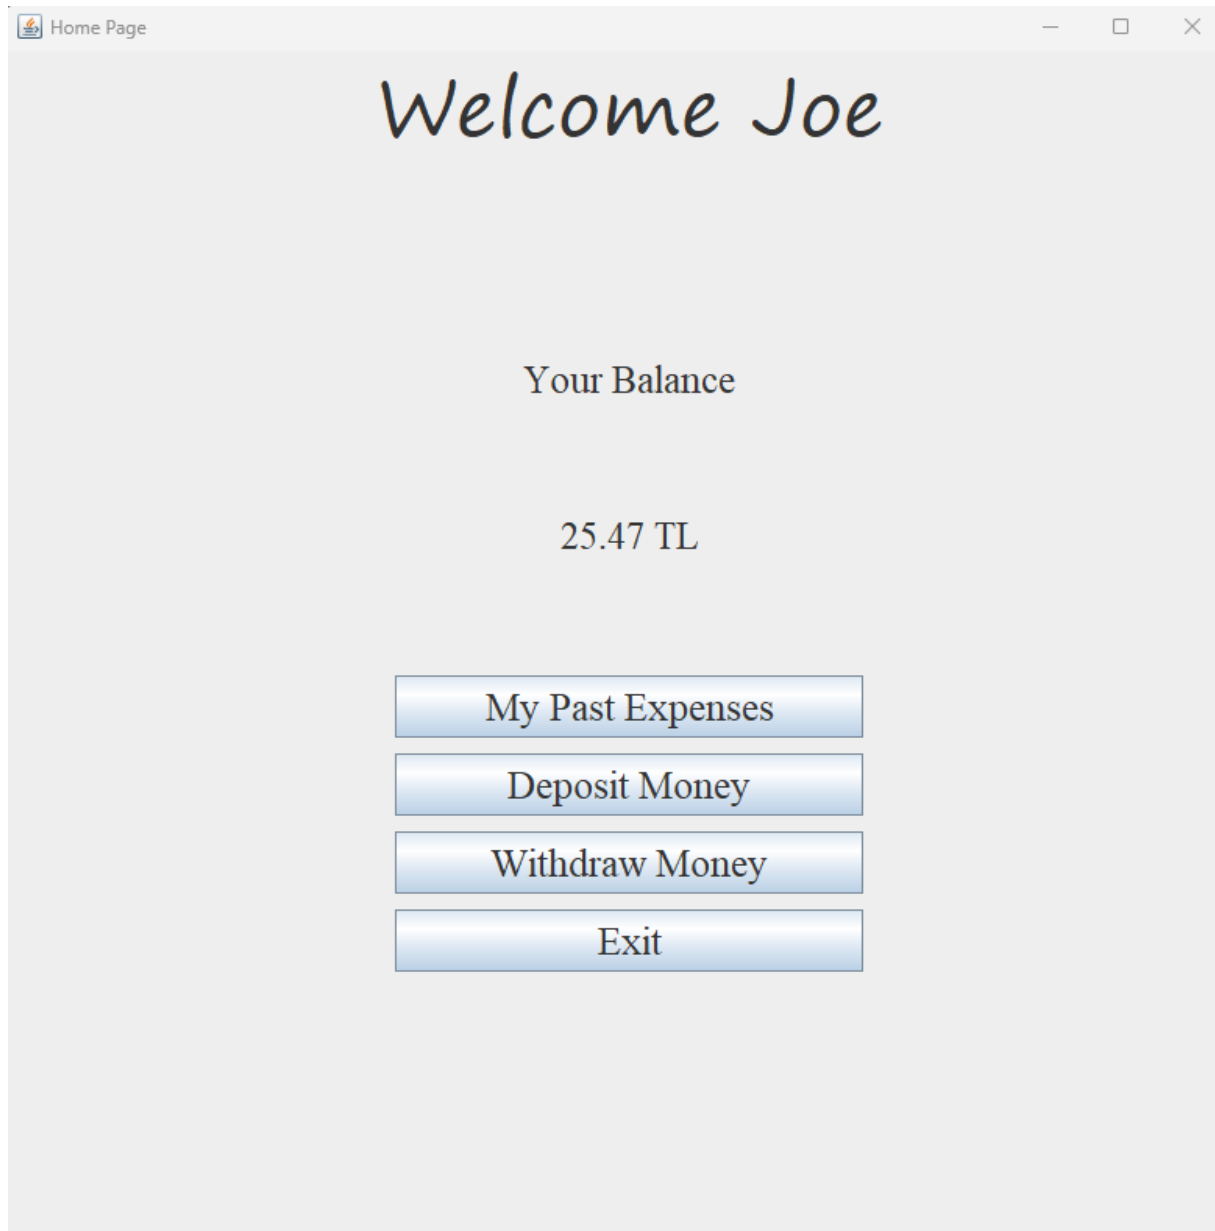 Home Page
Welcome Joe
Your Balance
25.47 TL
My Past Expenses
Deposit Money
Withdraw Money
Exit